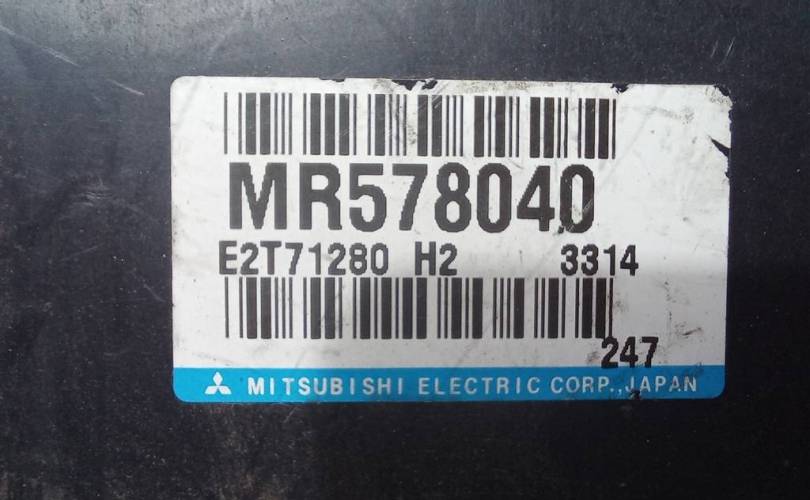 MR578040
E2T71280 H2 3314
247
MITSUBISHI ELECTRIC CORP.,JAPAN